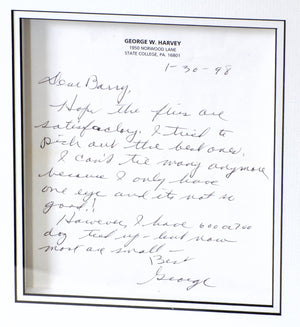 GEORGE W. HARVEY
1950 NORWOOD LANE
STATE COLLEGE, PA. 16801
1-30-98
Dear Barry,
Hope the flies are
satisfactory. I tried to
pick out the best ones.
I can't tie many anymore
because I only have
one eye and it's not so
good!!
However, I have 600 or 700
doz tied up - but now
most are small -
Best
George